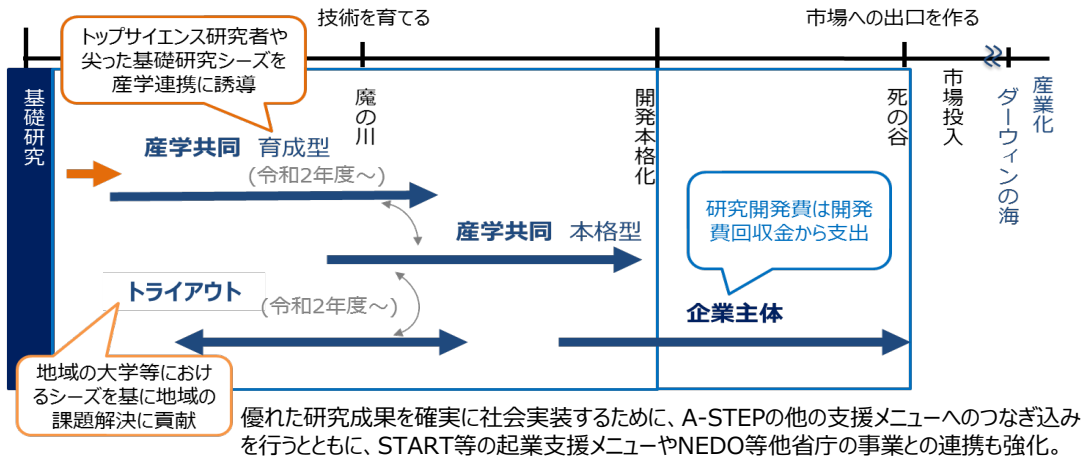 技術を育てる
市場への出口を作る
トップサイエンス研究者や
尖った基礎研究シーズを
産学連携に誘導
基礎研究
魔の川
開発本格化
死の谷
市場投入
ダーウィンの海
産業化
産学共同 育成型
(令和2年度～)
産学共同 本格型
研究開発費は開発
費回収金から支出
トライアウト
(令和2年度～)
企業主体
地域の大学等におけ
るシーズを基に地域の
課題解決に貢献
優れた研究成果を確実に社会実装するために、A-STEPの他の支援メニューへのつなぎ込み
を行うとともに、START等の起業支援メニューやNEDO等他省庁の事業との連携も強化。